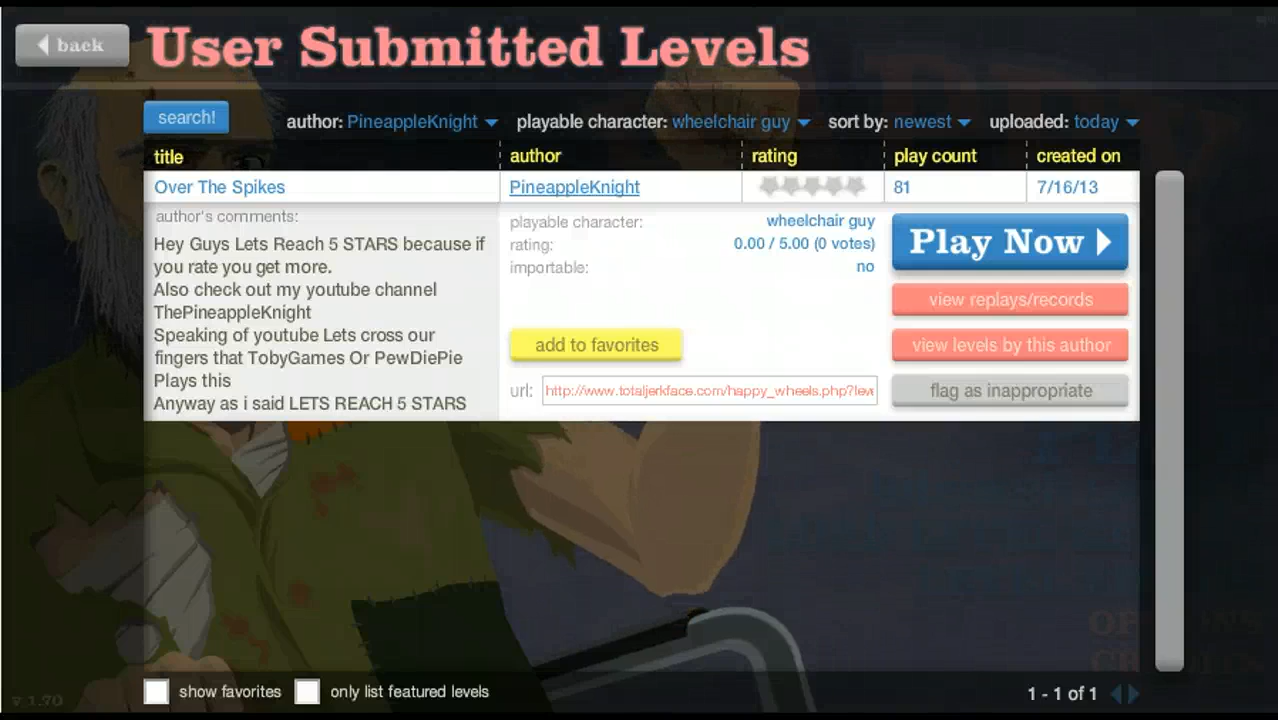 back
User Submitted Levels
search!
author: PineappleKnight
playable character: wheelchair guy
sort by: newest
uploaded: today
title
author
rating
play count
created on
Over The Spikes
PineappleKnight
81
7/16/13
author's comments:
Hey Guys Lets Reach 5 STARS because if
you rate you get more.
Also check out my youtube channel
ThePineappleKnight
Speaking of youtube Lets cross our
fingers that TobyGames Or PewDiePie
Plays this
Anyway as i said LETS REACH 5 STARS
playable character: wheelchair guy
rating: 0.00 / 5.00 (0 votes)
importable: no
add to favorites
url: http://www.totaljerkface.com/happy_wheels.php?lev
Play Now
view replays/records
view levels by this author
flag as inappropriate
show favorites
only list featured levels
1 - 1 of 1
v 1.70